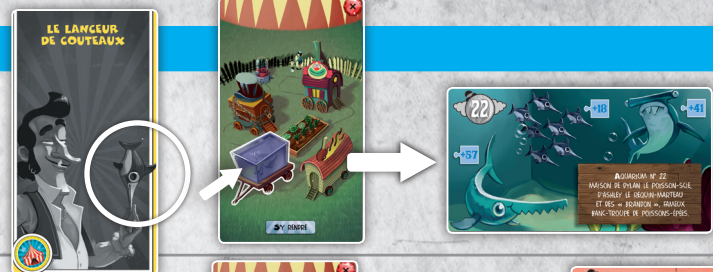 LE LANCEUR
DE COUTEAUX
S'Y RENDRE
22
+18
+41
+57
AQUARIUM N° 22
MAISON DE DYLAN LE POISSON-SCIE,
D'ASHLEY LE REQUIN-MARTEAU
ET DES « BRANDON », FAMEUX
BANC-TROUPE DE POISSONS-ÉPÉES.